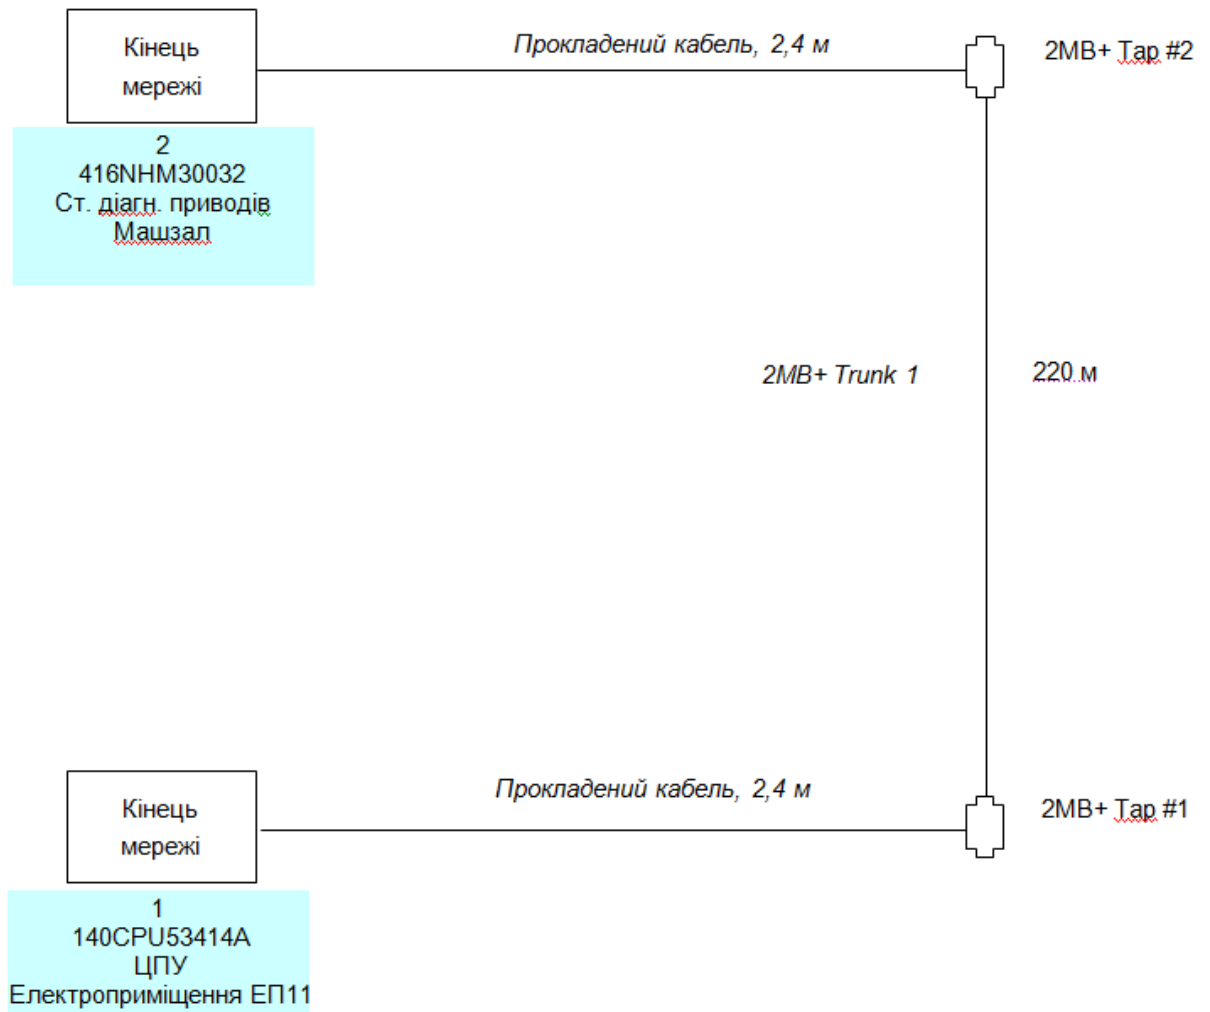 Кінець
мережі
Прокладений кабель, 2,4 м
2MB+ Tap #2
2
416NHM30032
Ст. діагн. приводів
Машзал
2MB+ Trunk 1
220 м
Кінець
мережі
Прокладений кабель, 2,4 м
2MB+ Tap #1
1
140CPU53414A
ЦПУ
Електроприміщення ЕП11